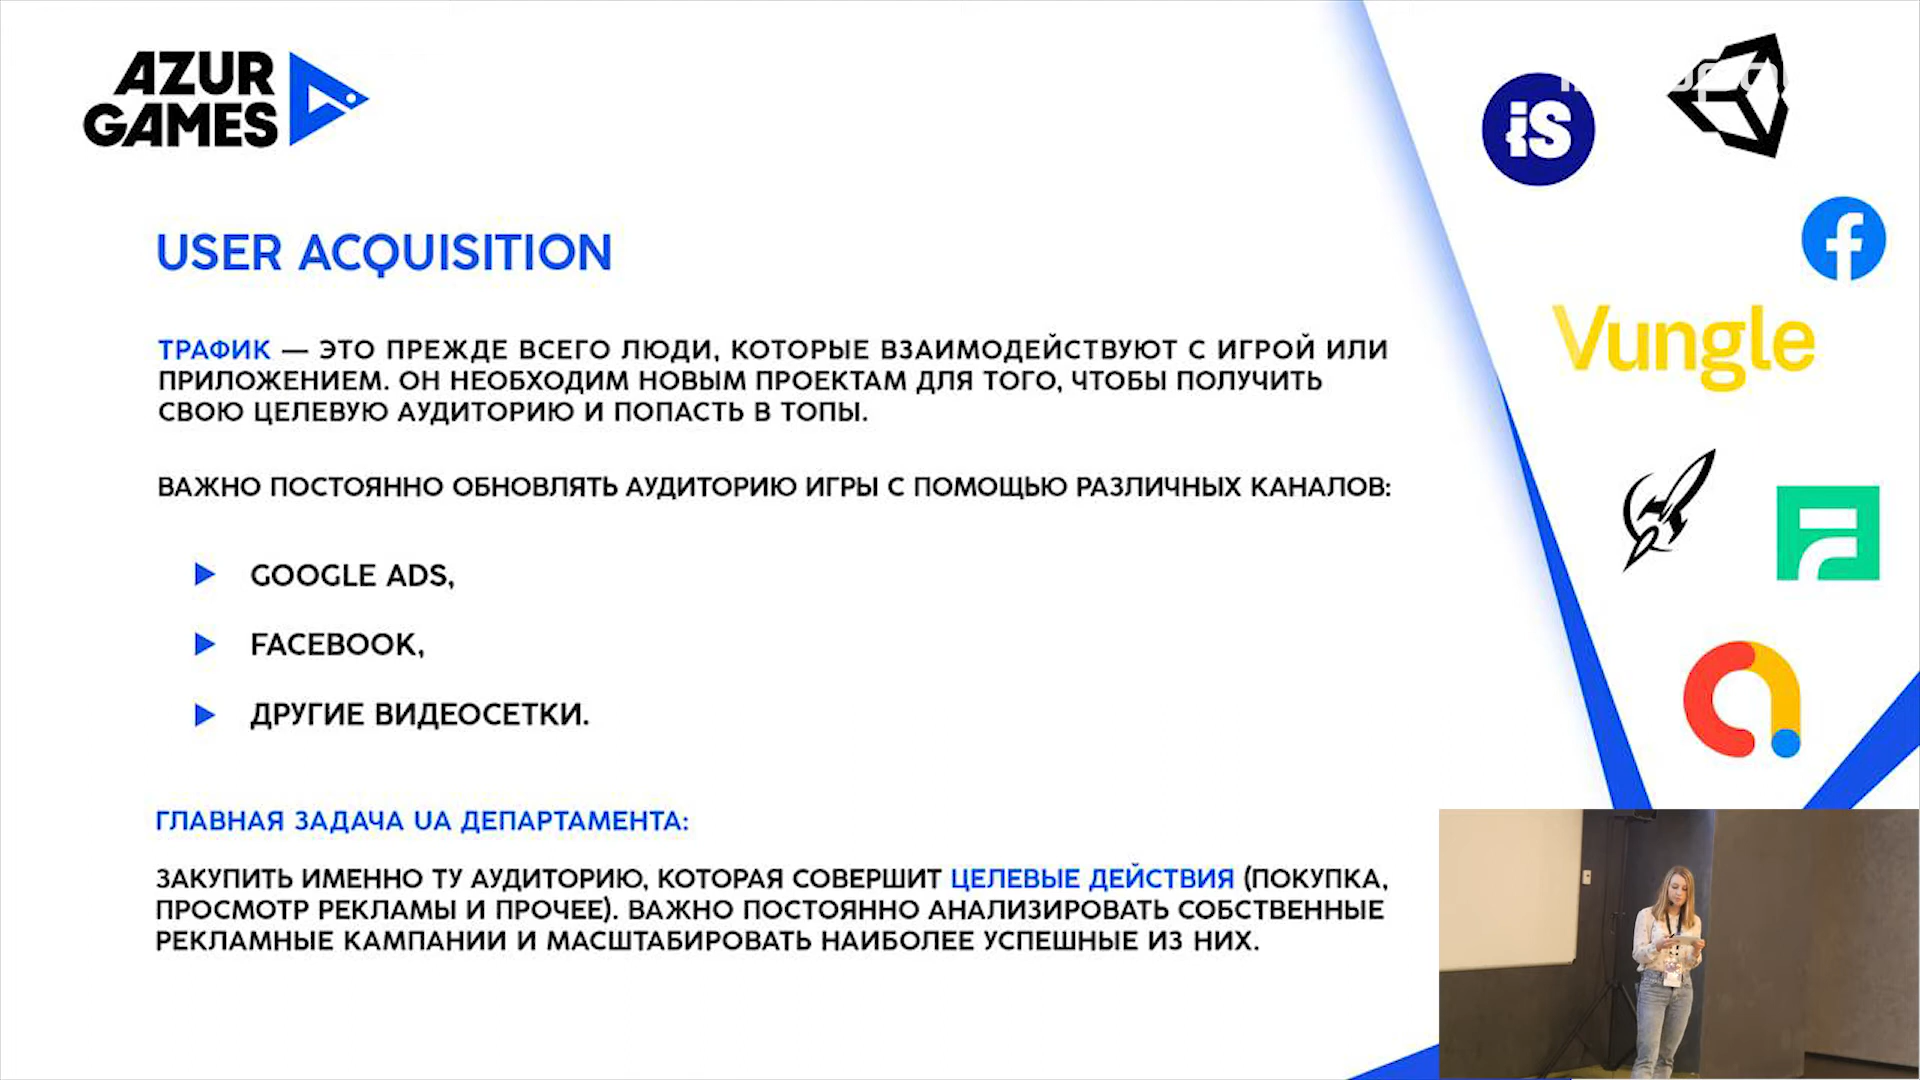 AZUR
GAMES
iS
USER ACQUISITION
ТРАФИК — ЭТО ПРЕЖДЕ ВСЕГО ЛЮДИ, КОТОРЫЕ ВЗАИМОДЕЙСТВУЮТ С ИГРОЙ ИЛИ
ПРИЛОЖЕНИЕМ. ОН НЕОБХОДИМ НОВЫМ ПРОЕКТАМ ДЛЯ ТОГО, ЧТОБЫ ПОЛУЧИТЬ
СВОЮ ЦЕЛЕВУЮ АУДИТОРИЮ И ПОПАСТЬ В ТОПЫ.
Vungle
ВАЖНО ПОСТОЯННО ОБНОВЛЯТЬ АУДИТОРИЮ ИГРЫ С ПОМОЩЬЮ РАЗЛИЧНЫХ КАНАЛОВ:
GOOGLE ADS,
FACEBOOK,
ДРУГИЕ ВИДЕОСЕТКИ.
ГЛАВНАЯ ЗАДАЧА UA ДЕПАРТАМЕНТА:
ЗАКУПИТЬ ИМЕННО ТУ АУДИТОРИЮ, КОТОРАЯ СОВЕРШИТ ЦЕЛЕВЫЕ ДЕЙСТВИЯ (ПОКУПКА,
ПРОСМОТР РЕКЛАМЫ И ПРОЧЕЕ). ВАЖНО ПОСТОЯННО АНАЛИЗИРОВАТЬ СОБСТВЕННЫЕ
РЕКЛАМНЫЕ КАМПАНИИ И МАСШТАБИРОВАТЬ НАИБОЛЕЕ УСПЕШНЫЕ ИЗ НИХ.